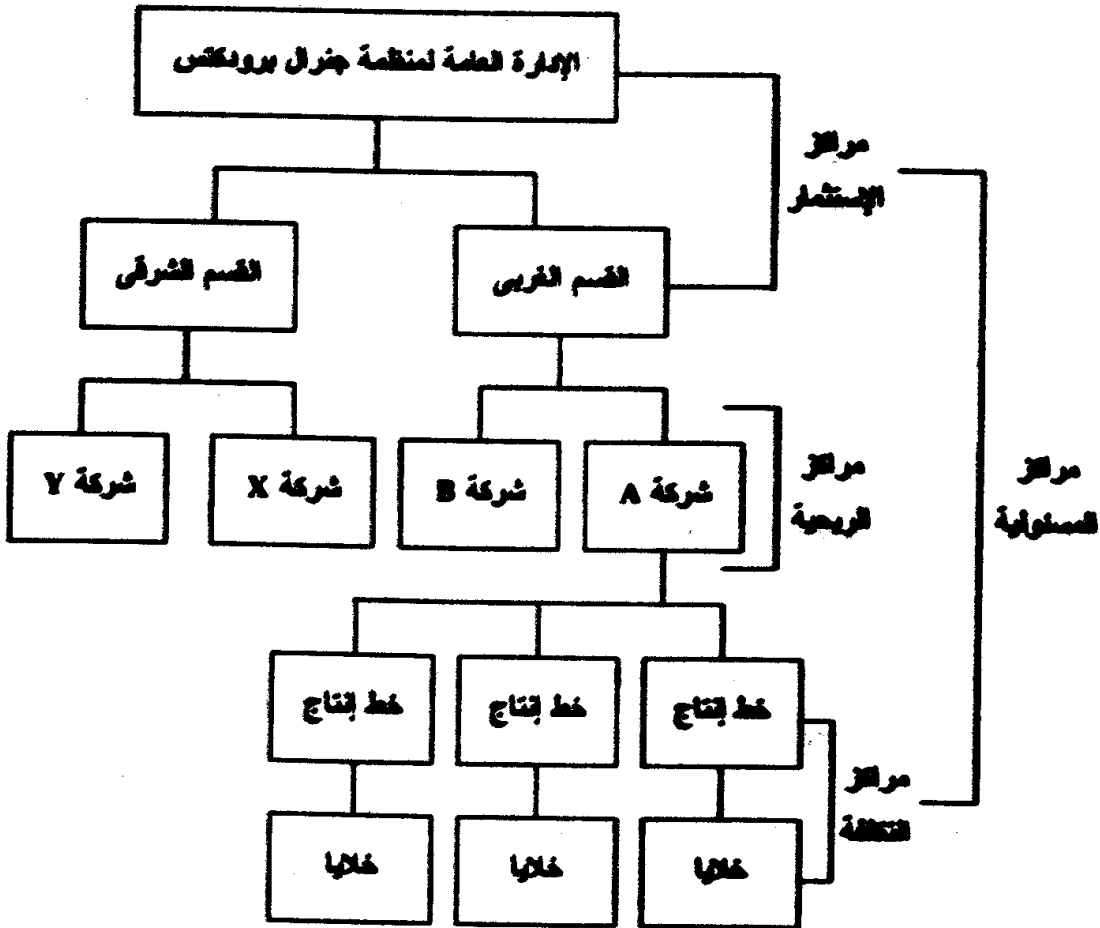 الإدارة العامة لمنظمة جنرال برودكتس
مراكز
الإستثمار
القسم الغربى
القسم الشرقى
شركة A
شركة B
شركة X
شركة Y
مراكز
الربحية
مراكز
المسئولية
خط إنتاج
خط إنتاج
خط إنتاج
مراكز
التكلفة
خلايا
خلايا
خلايا